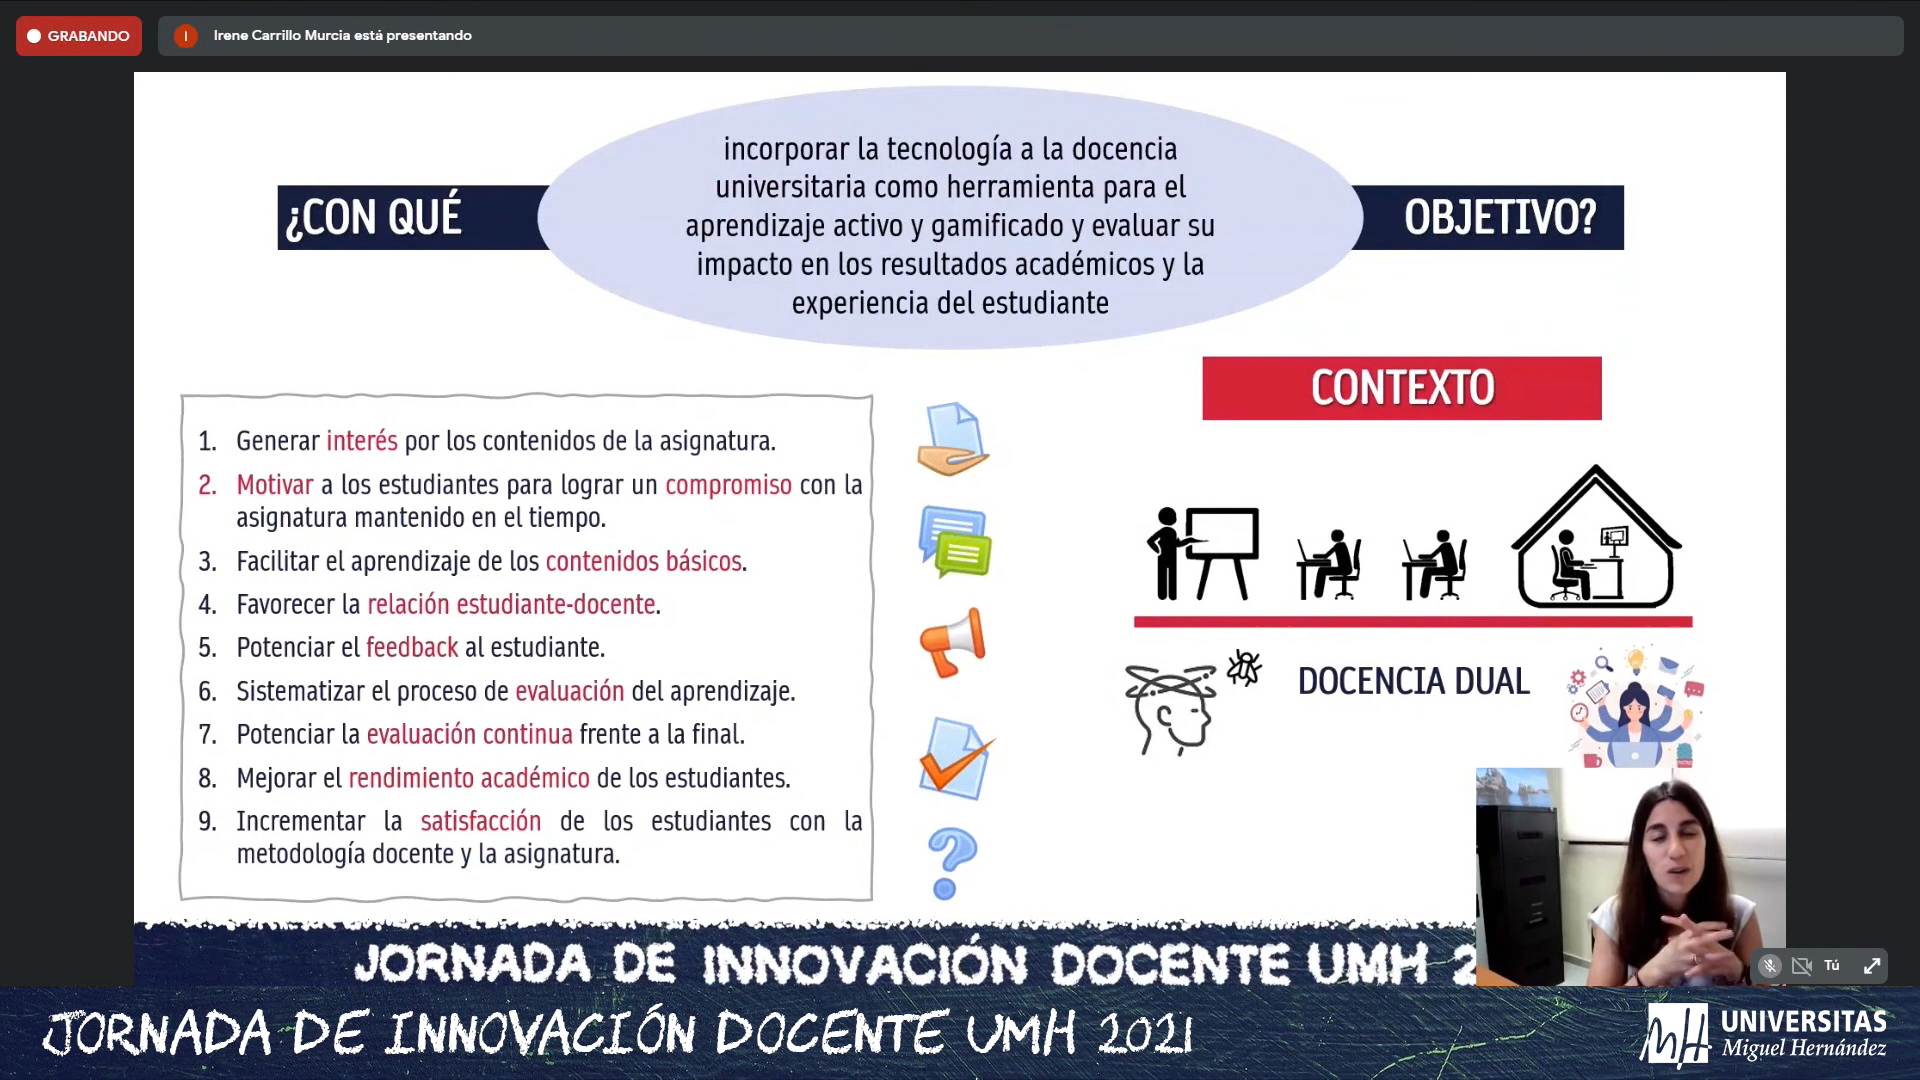 GRABANDO
I
Irene Carrillo Murcia está presentando
¿CON QUÉ
incorporar la tecnología a la docencia
universitaria como herramienta para el
aprendizaje activo y gamificado y evaluar su
impacto en los resultados académicos y la
experiencia del estudiante
OBJETIVO?
1. Generar interés por los contenidos de la asignatura.
2. Motivar a los estudiantes para lograr un compromiso con la
asignatura mantenido en el tiempo.
3. Facilitar el aprendizaje de los contenidos básicos.
4. Favorecer la relación estudiante-docente.
5. Potenciar el feedback al estudiante.
6. Sistematizar el proceso de evaluación del aprendizaje.
7. Potenciar la evaluación continua frente a la final.
8. Mejorar el rendimiento académico de los estudiantes.
9. Incrementar la satisfacción de los estudiantes con la
metodología docente y la asignatura.
CONTEXTO
DOCENCIA DUAL
Tú
JORNADA DE INNOVACIÓN DOCENTE UMH 2
JORNADA DE INNOVACIÓN DOCENTE UMH 2021
UMH UNIVERSITAS
Miguel Hernández